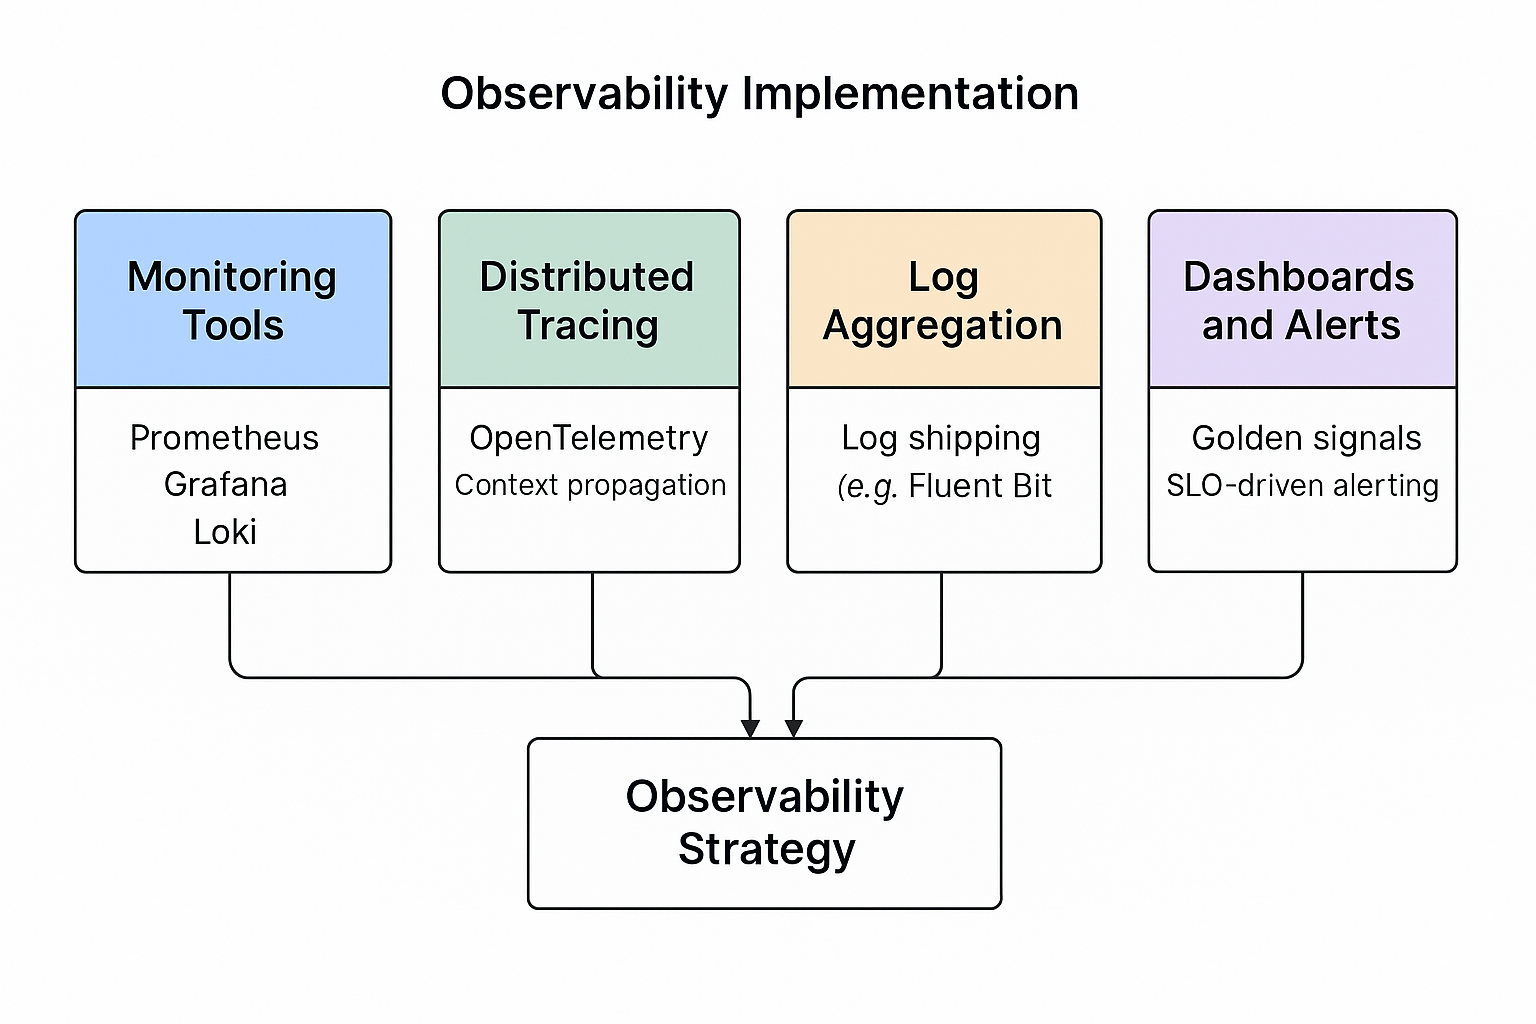 Observability Implementation
Monitoring
Tools
Prometheus
Grafana
Loki
Distributed
Tracing
OpenTelemetry
Context propagation
Log
Aggregation
Log shipping
(e.g. Fluent Bit
Dashboards
and Alerts
Golden signals
SLO-driven alerting
Observability
Strategy